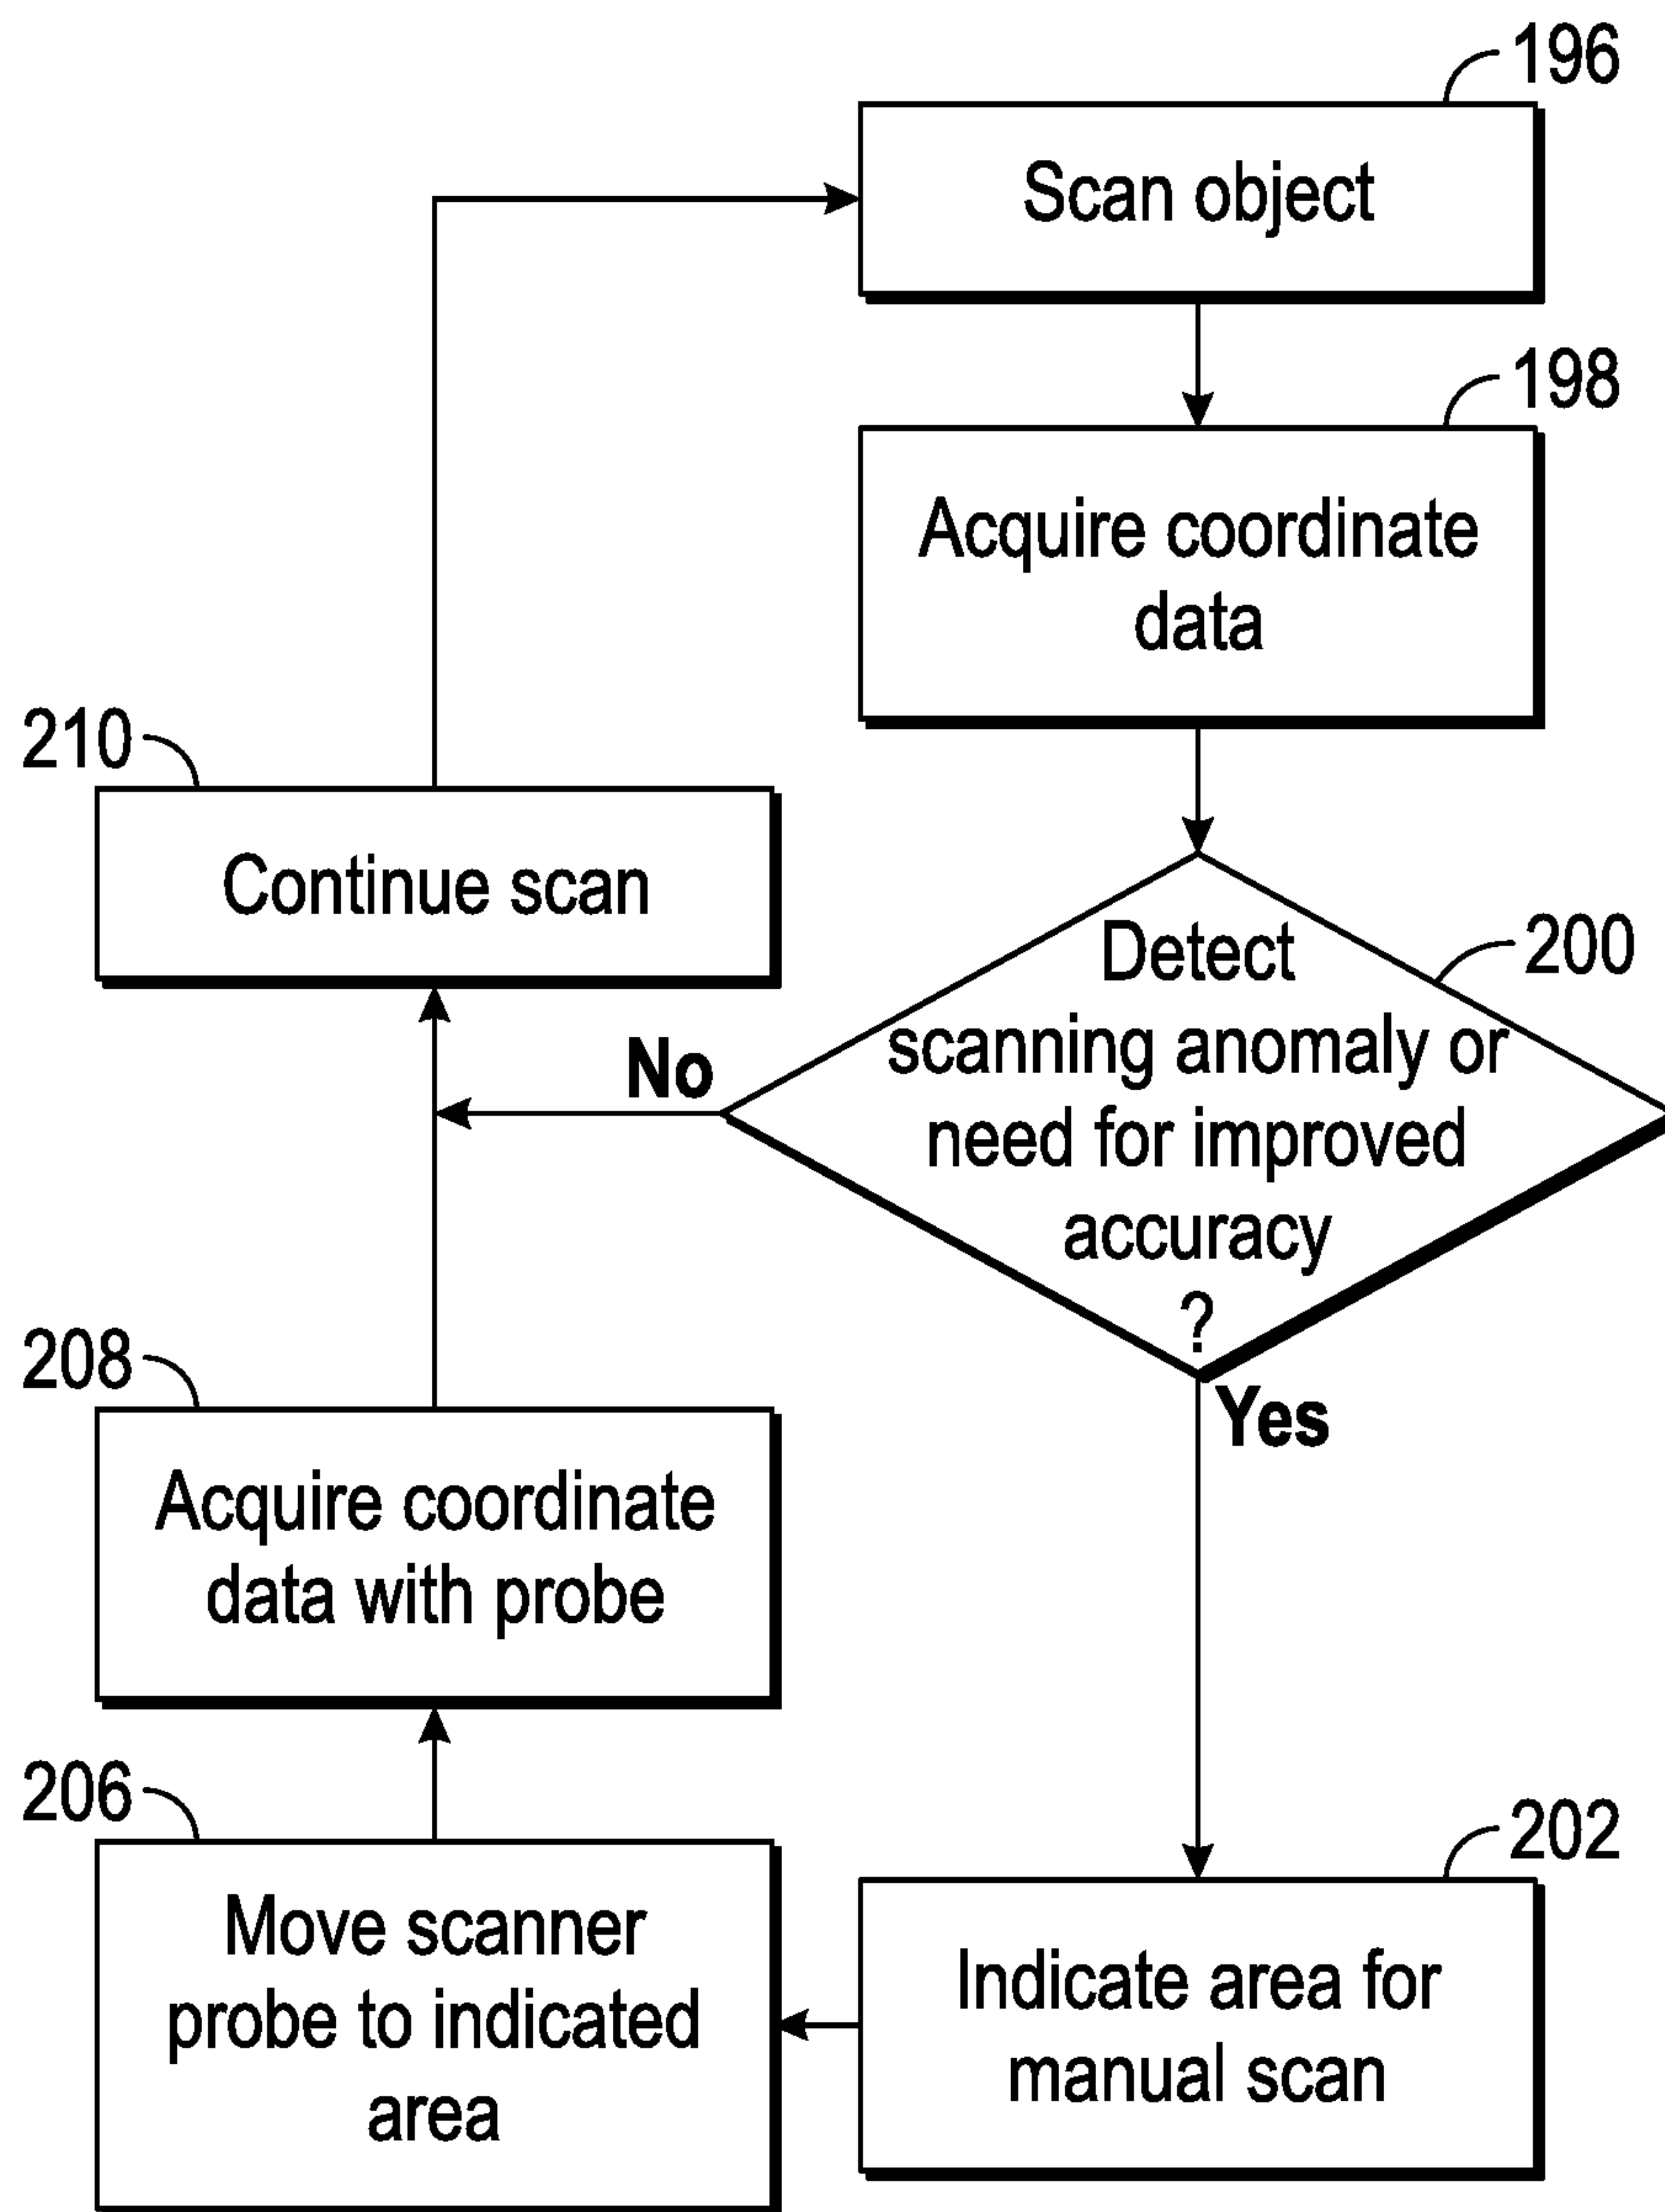 196
Scan object
198
Acquire coordinate
data
210
Continue scan
200
Detect
scanning anomaly or
need for improved
accuracy
?
No
Yes
208
Acquire coordinate
data with probe
206
Move scanner
probe to indicated
area
202
Indicate area for
manual scan